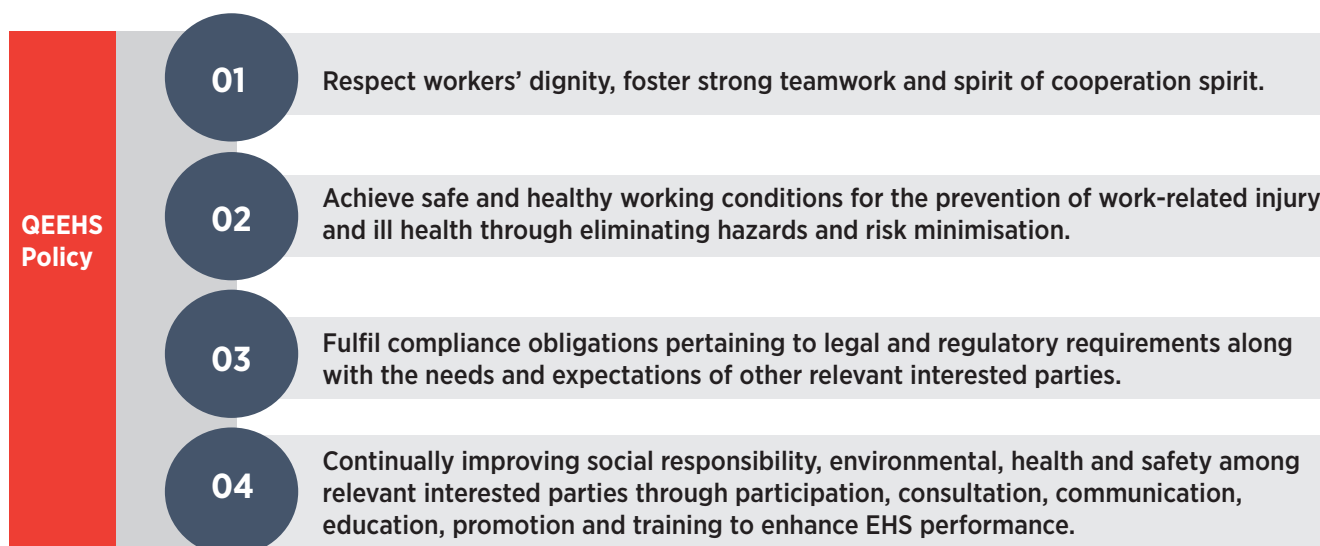 QEEHS
Policy
01
Respect workers’ dignity, foster strong teamwork and spirit of cooperation spirit.
02
Achieve safe and healthy working conditions for the prevention of work-related injury
and ill health through eliminating hazards and risk minimisation.
03
Fulfil compliance obligations pertaining to legal and regulatory requirements along
with the needs and expectations of other relevant interested parties.
04
Continually improving social responsibility, environmental, health and safety among
relevant interested parties through participation, consultation, communication,
education, promotion and training to enhance EHS performance.